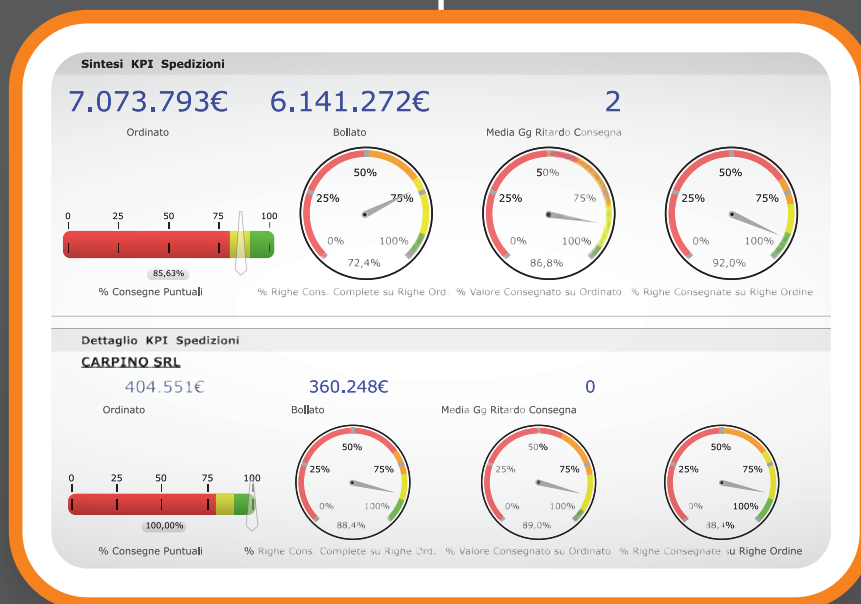 Sintesi KPI Spedizioni
7.073.793€ 6.141.272€ 2
Ordinato Bollato Media Gg Ritardo Consegna
0 25 50 75 100
85,63%
% Consegne Puntuali
0% 25% 50% 75% 100%
72,4%
% Righe Cons. Complete su Righe Ord.
0% 25% 50% 75% 100%
86,8%
% Valore Consegnato su Ordinato
0% 25% 50% 75% 100%
92,0%
% Righe Consegnate su Righe Ordine
Dettaglio KPI Spedizioni
CARPINO SRL
404.551€ 360.248€ 0
Ordinato Bollato Media Gg Ritardo Consegna
0 25 50 75 100
100,00%
% Consegne Puntuali
0% 25% 50% 75% 100%
88,4%
% Righe Cons. Complete su Righe Ord.
0% 25% 50% 75% 100%
89,0%
% Valore Consegnato su Ordinato
0% 25% 50% 75% 100%
88,4%
% Righe Consegnate su Righe Ordine